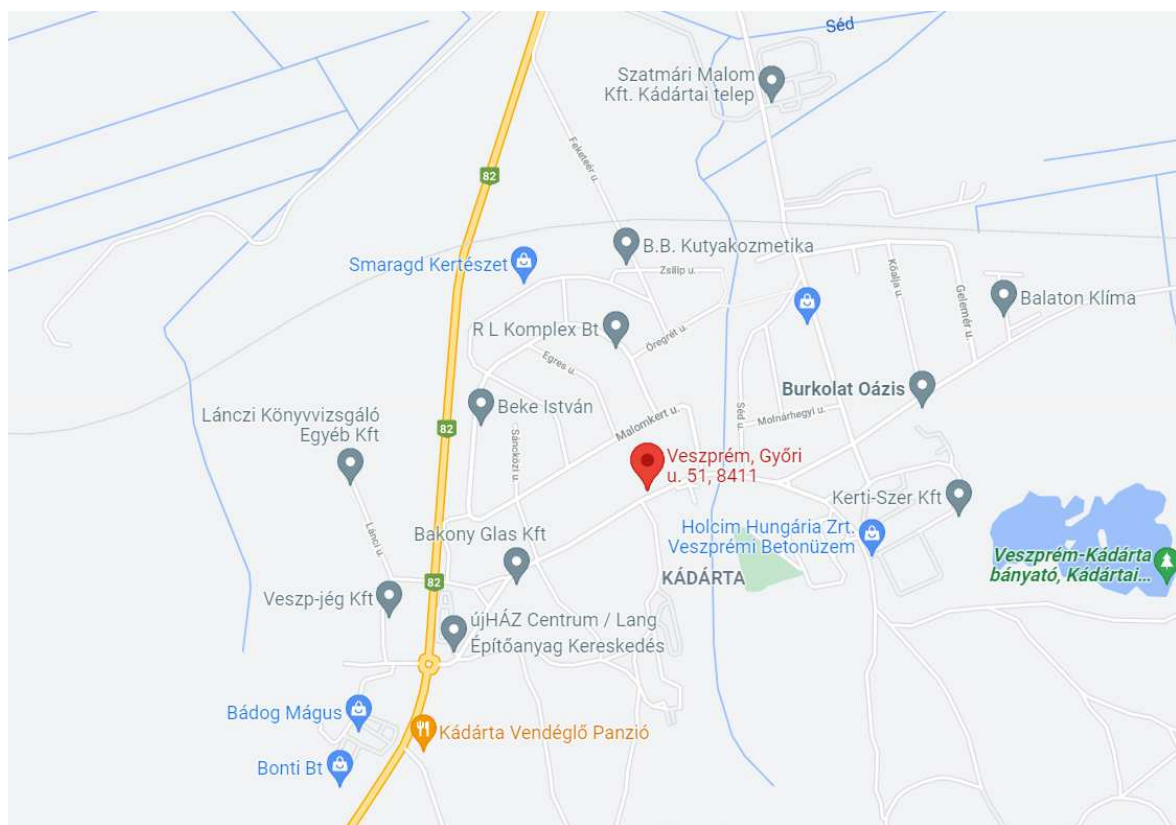 Séd
Szatmári Malom
Kft. Kádártai telep
Feketeér u.
82
B.B. Kutyakozmetika
Smaragd Kertészet
Zsilip u.
Kőalja u.
Gelemér u.
Balaton Klíma
R L Komplex Bt
Öregrét u.
Egres u.
Burkolat Oázis
Beke István
Malomkert u.
Séd u.
Molnárhegyi u.
Lánczi Könyvvizsgáló
Egyéb Kft
82
Sáncközi u.
Veszprém, Győri
u. 51, 8411
Kerti-Szer Kft
Lánci u.
Bakony Glas Kft
Holcim Hungária Zrt.
Veszprémi Betonüzem
Veszprém-Kádárta
bányató, Kádártai...
KÁDÁRTA
82
Veszp-jég Kft
újHÁZ Centrum / Lang
Építőanyag Kereskedés
Bádog Mágus
Kádárta Vendéglő Panzió
Bonti Bt